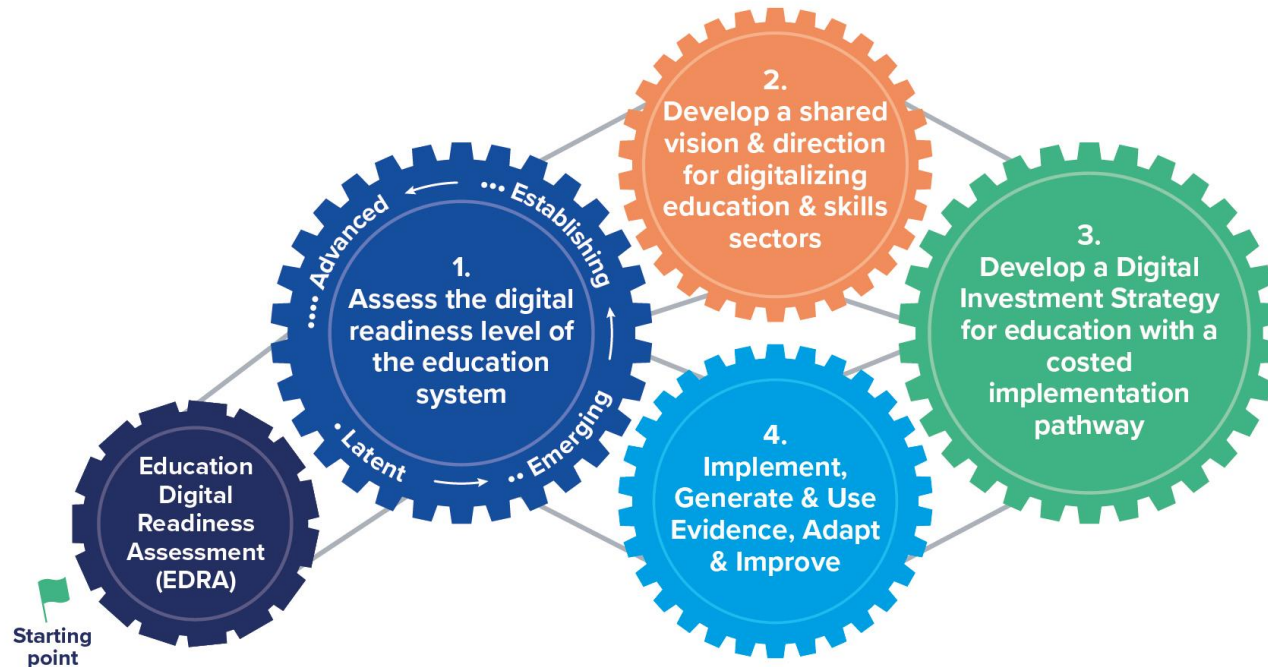 Starting
point
Education
Digital
Readiness
Assessment
(EDRA)
1.
Assess the digital
readiness level of
the education
system
• Latent
•• Emerging
••• Establishing
•••• Advanced
2.
Develop a shared
vision & direction
for digitalizing
education & skills
sectors
3.
Develop a Digital
Investment Strategy
for education with a
costed
implementation
pathway
4.
Implement,
Generate & Use
Evidence, Adapt
& Improve